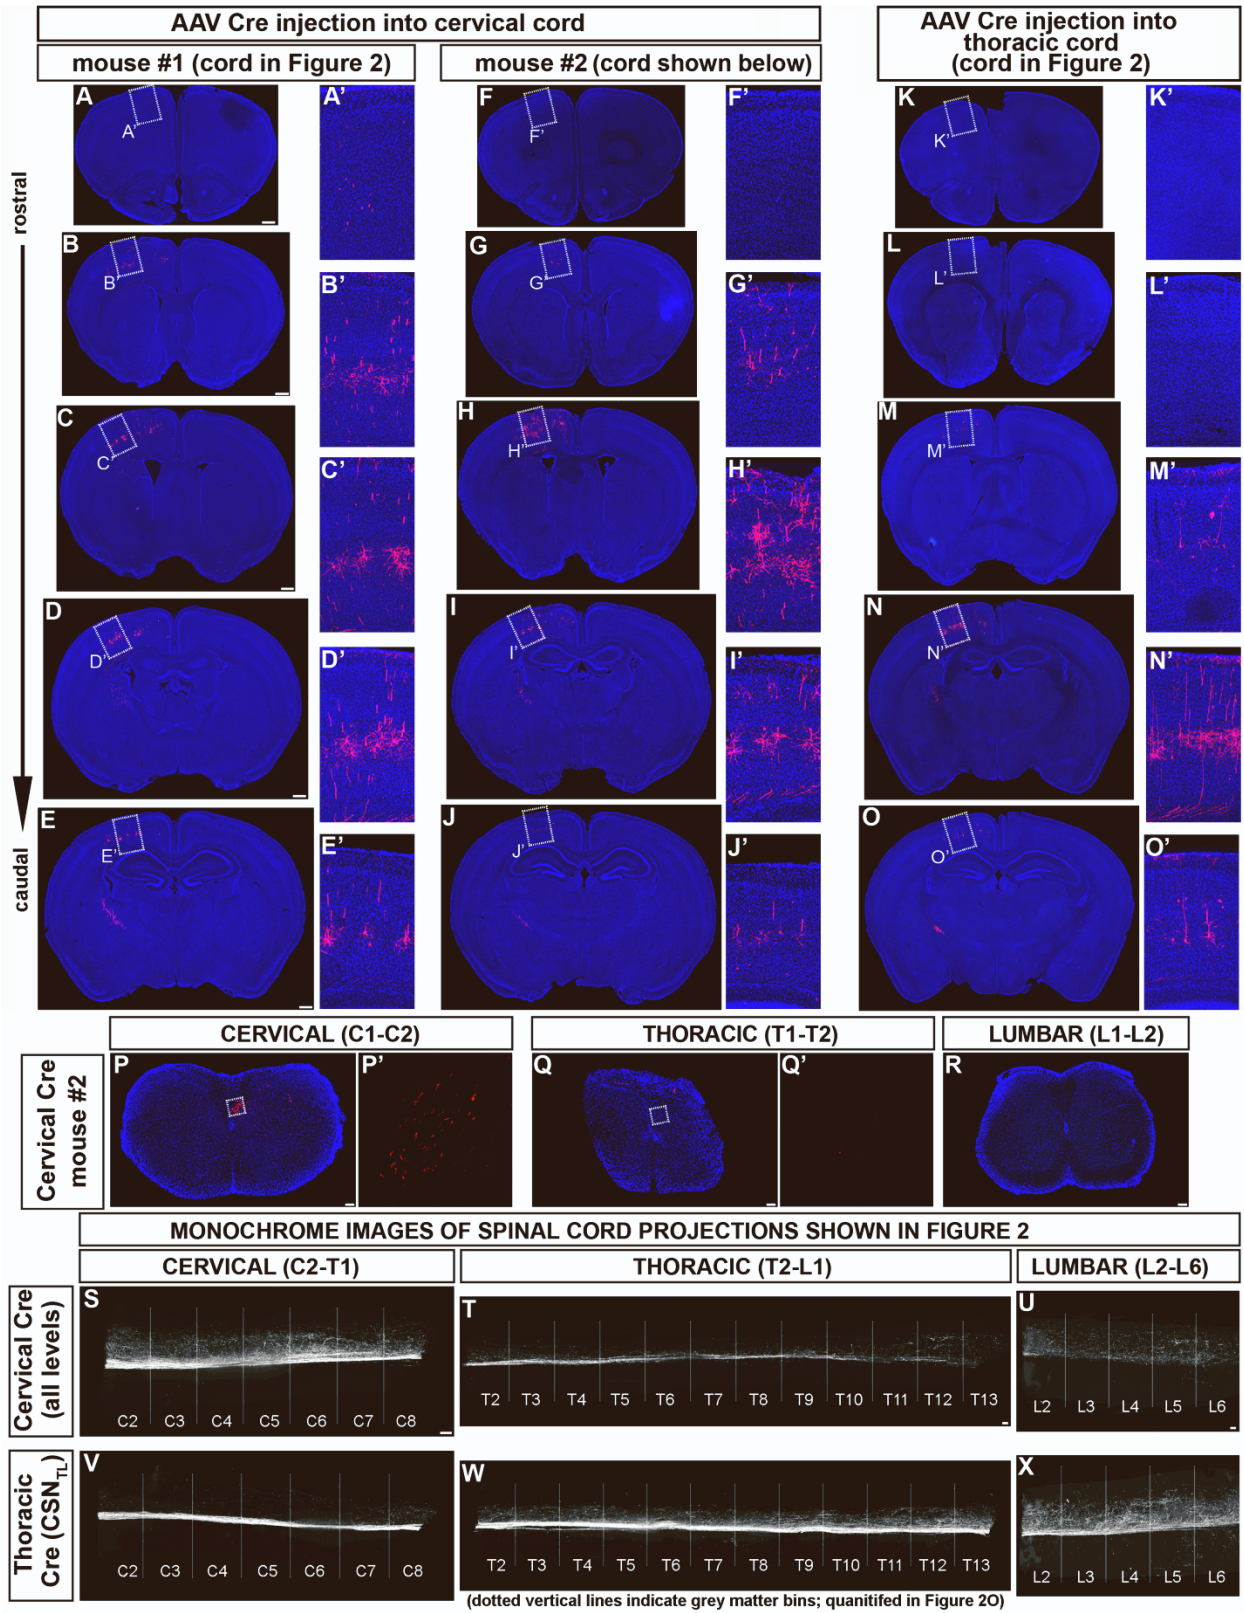 AAV Cre injection into cervical cord
AAV Cre injection into
thoracic cord
(cord in Figure 2)
mouse #1 (cord in Figure 2)
mouse #2 (cord shown below)
rostral
caudal
A
A'
A'
F
F'
F'
K
K'
K'
B
B'
B'
G
G'
G'
L
L'
L'
C
C'
C'
H
H'
H'
M
M'
M'
D
D'
D'
I
I'
I'
N
N'
N'
E
E'
E'
J
J'
J'
O
O'
O'
CERVICAL (C1-C2)
THORACIC (T1-T2)
LUMBAR (L1-L2)
Cervical Cre
mouse #2
P
P'
Q
Q'
R
MONOCHROME IMAGES OF SPINAL CORD PROJECTIONS SHOWN IN FIGURE 2
CERVICAL (C2-T1)
THORACIC (T2-L1)
LUMBAR (L2-L6)
Cervical Cre
(all levels)
S
C2 C3 C4 C5 C6 C7 C8
T
T2 T3 T4 T5 T6 T7 T8 T9 T10 T11 T12 T13
U
L2 L3 L4 L5 L6
Thoracic
Cre (CSN TL)
V
C2 C3 C4 C5 C6 C7 C8
W
T2 T3 T4 T5 T6 T7 T8 T9 T10 T11 T12 T13
X
L2 L3 L4 L5 L6
(dotted vertical lines indicate grey matter bins; quanitifed in Figure 2O)